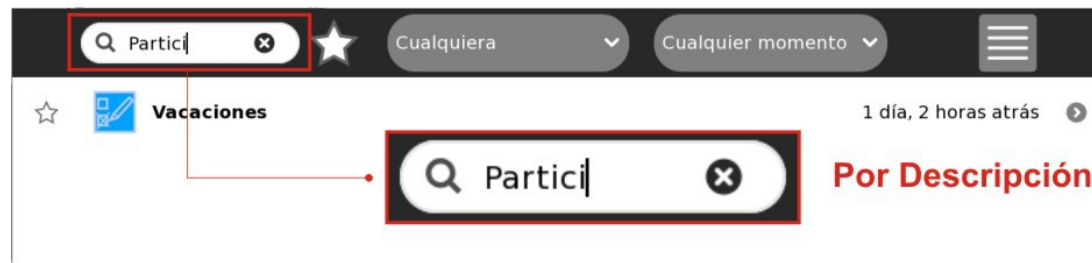 Partici Cualquiera Cualquier momento
Vacaciones 1 día, 2 horas atrás
Partici Por Descripción